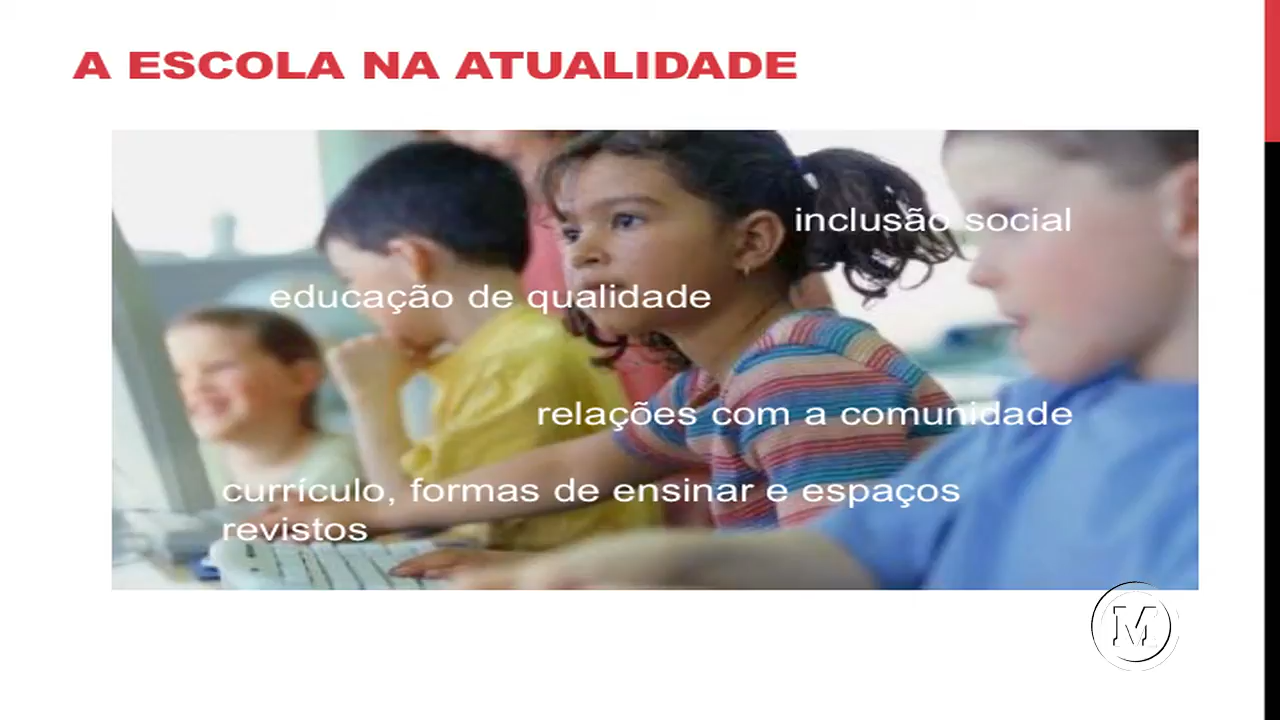 A ESCOLA NA ATUALIDADE
inclusão social
educação de qualidade
relações com a comunidade
currículo, formas de ensinar e espaços
revistos
M